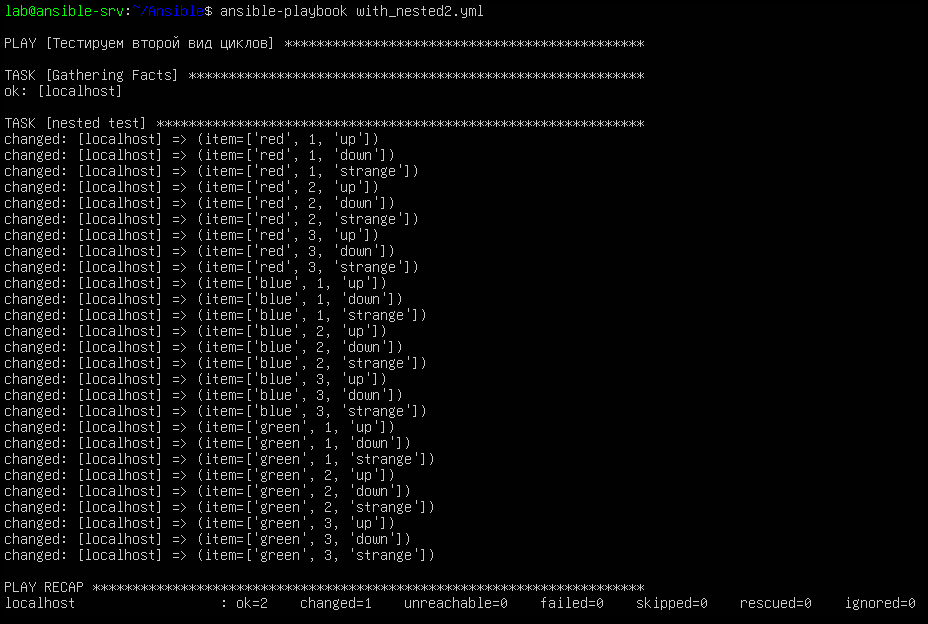 lab@ansible-srv:~/Ansible$ ansible-playbook with_nested2.yml
PLAY [Тестируем второй вид циклов] *********************************************
TASK [Gathering Facts] *********************************************************
ok: [localhost]
TASK [nested test] *************************************************************
changed: [localhost] => (item=['red', 1, 'up'])
changed: [localhost] => (item=['red', 1, 'down'])
changed: [localhost] => (item=['red', 1, 'strange'])
changed: [localhost] => (item=['red', 2, 'up'])
changed: [localhost] => (item=['red', 2, 'down'])
changed: [localhost] => (item=['red', 2, 'strange'])
changed: [localhost] => (item=['red', 3, 'up'])
changed: [localhost] => (item=['red', 3, 'down'])
changed: [localhost] => (item=['red', 3, 'strange'])
changed: [localhost] => (item=['blue', 1, 'up'])
changed: [localhost] => (item=['blue', 1, 'down'])
changed: [localhost] => (item=['blue', 1, 'strange'])
changed: [localhost] => (item=['blue', 2, 'up'])
changed: [localhost] => (item=['blue', 2, 'down'])
changed: [localhost] => (item=['blue', 2, 'strange'])
changed: [localhost] => (item=['blue', 3, 'up'])
changed: [localhost] => (item=['blue', 3, 'down'])
changed: [localhost] => (item=['blue', 3, 'strange'])
changed: [localhost] => (item=['green', 1, 'up'])
changed: [localhost] => (item=['green', 1, 'down'])
changed: [localhost] => (item=['green', 1, 'strange'])
changed: [localhost] => (item=['green', 2, 'up'])
changed: [localhost] => (item=['green', 2, 'down'])
changed: [localhost] => (item=['green', 2, 'strange'])
changed: [localhost] => (item=['green', 3, 'up'])
changed: [localhost] => (item=['green', 3, 'down'])
changed: [localhost] => (item=['green', 3, 'strange'])
PLAY RECAP *********************************************************************
localhost                  : ok=2    changed=1    unreachable=0    failed=0    skipped=0    rescued=0    ignored=0